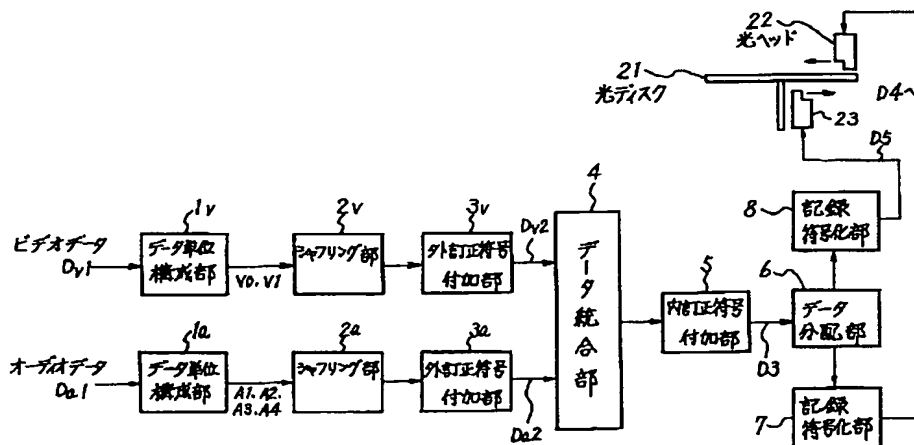 22
光ヘッド
21
光ディスク
D4
23
D5
4
8
記録
符号化部
1v
2v
3v
Dv2
ビデオデータ
Dv1
データ単位
構成部
V0.V1
シャフリング部
外訂正符号
付加部
データ統合部
5
内訂正符号
付加部
D3
6
データ
分配部
1a
2a
3a
オーディオデータ
Da1
データ単位
構成部
A1.A2.
A3.A4
シャフリング部
外訂正符号
付加部
Da2
7
記録
符号化部